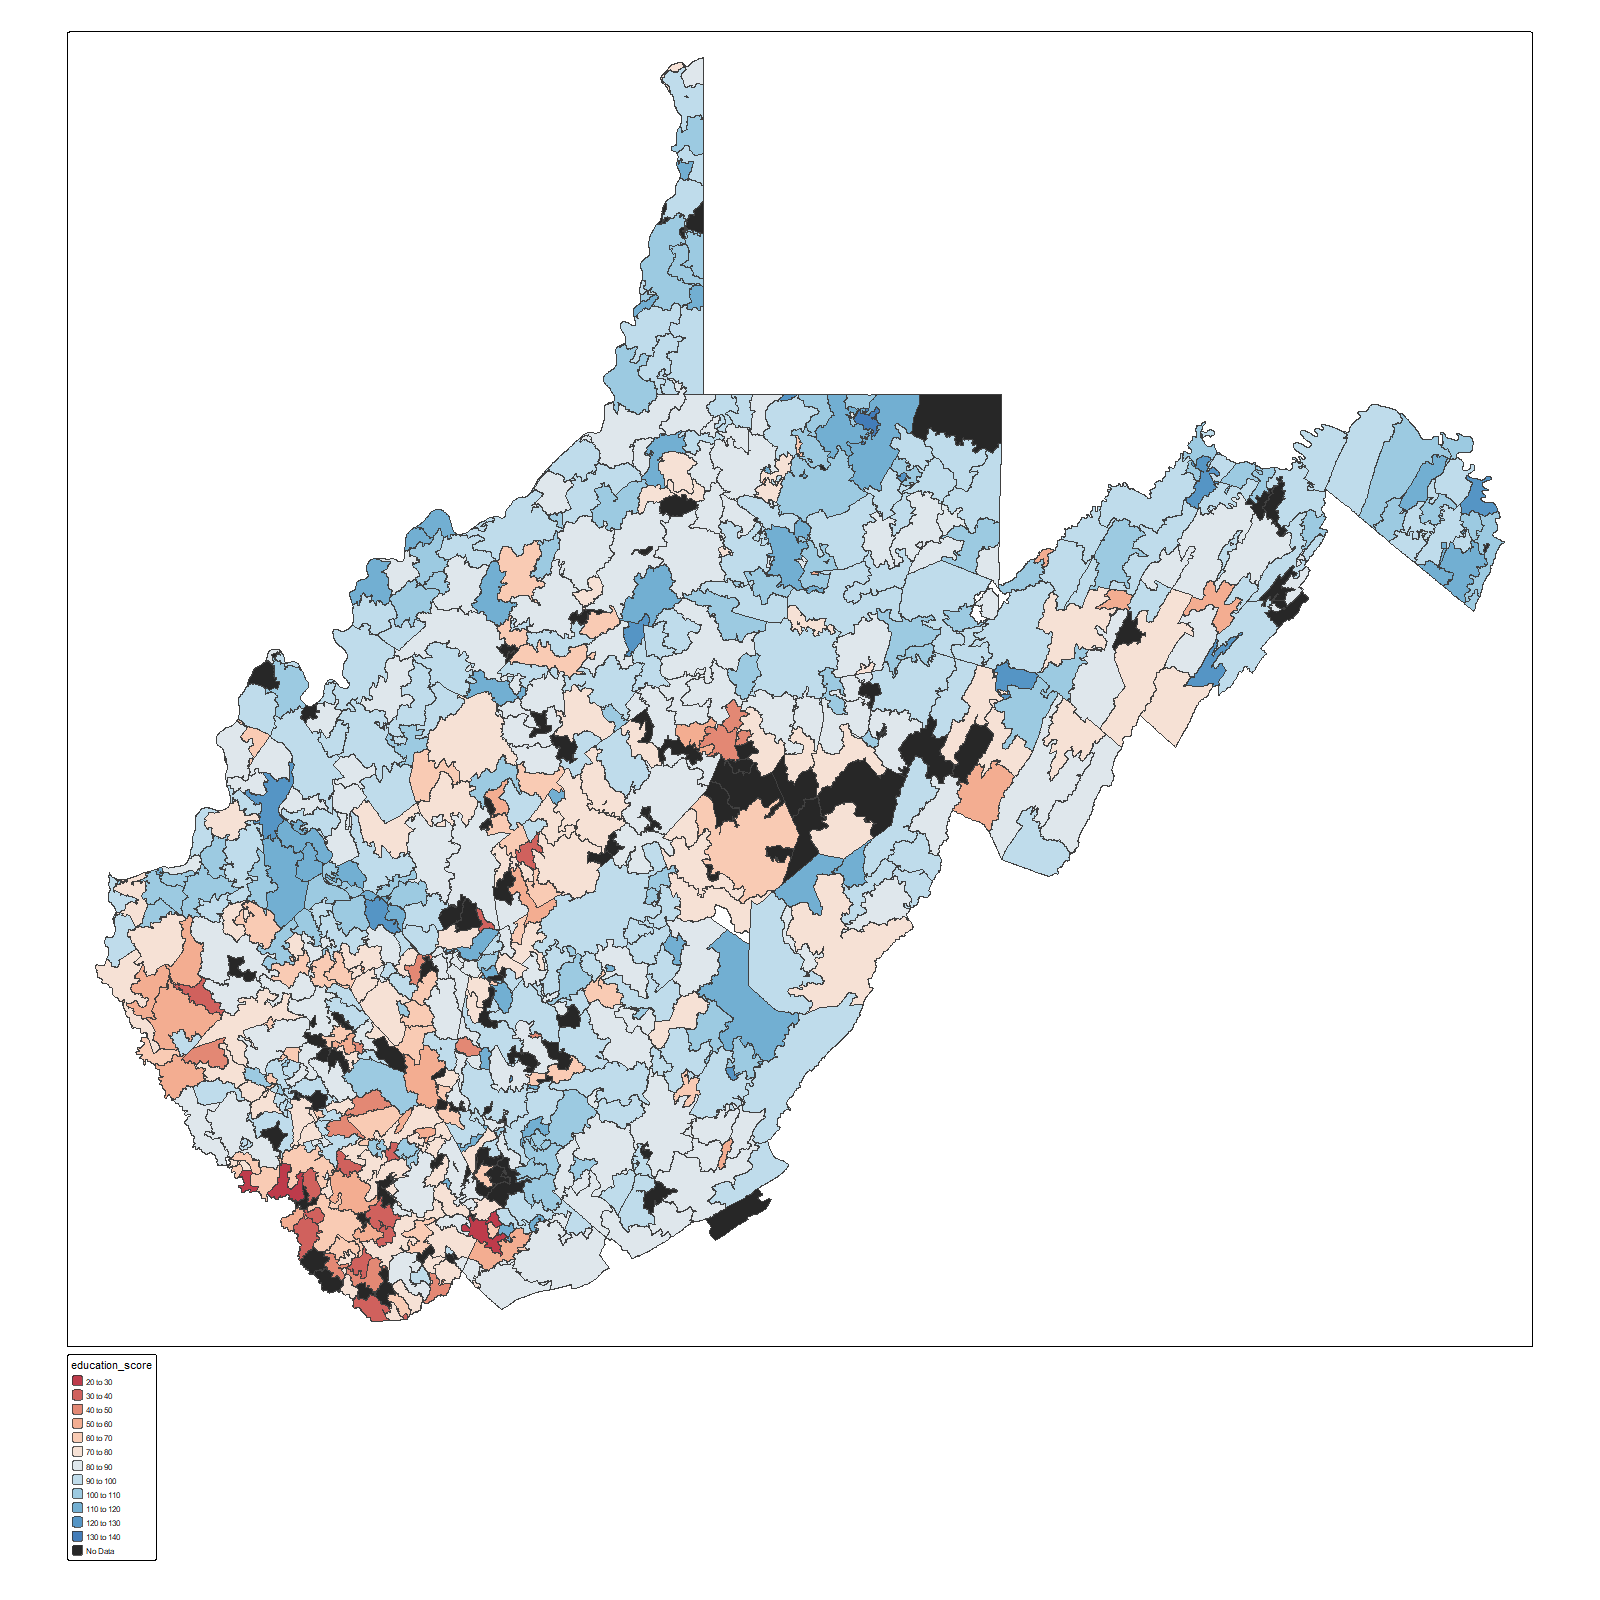 education_score
20 to 30
30 to 40
40 to 50
50 to 60
60 to 70
70 to 80
80 to 90
90 to 100
100 to 110
110 to 120
120 to 130
130 to 140
No Data